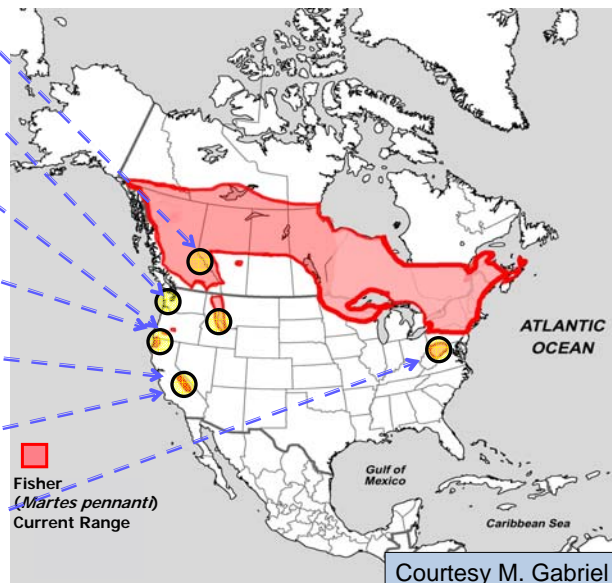 ATLANTIC
OCEAN
Gulf of
Mexico
Caribbean Sea
Fisher
(Martes pennanti)
Current Range
Courtesy M. Gabriel